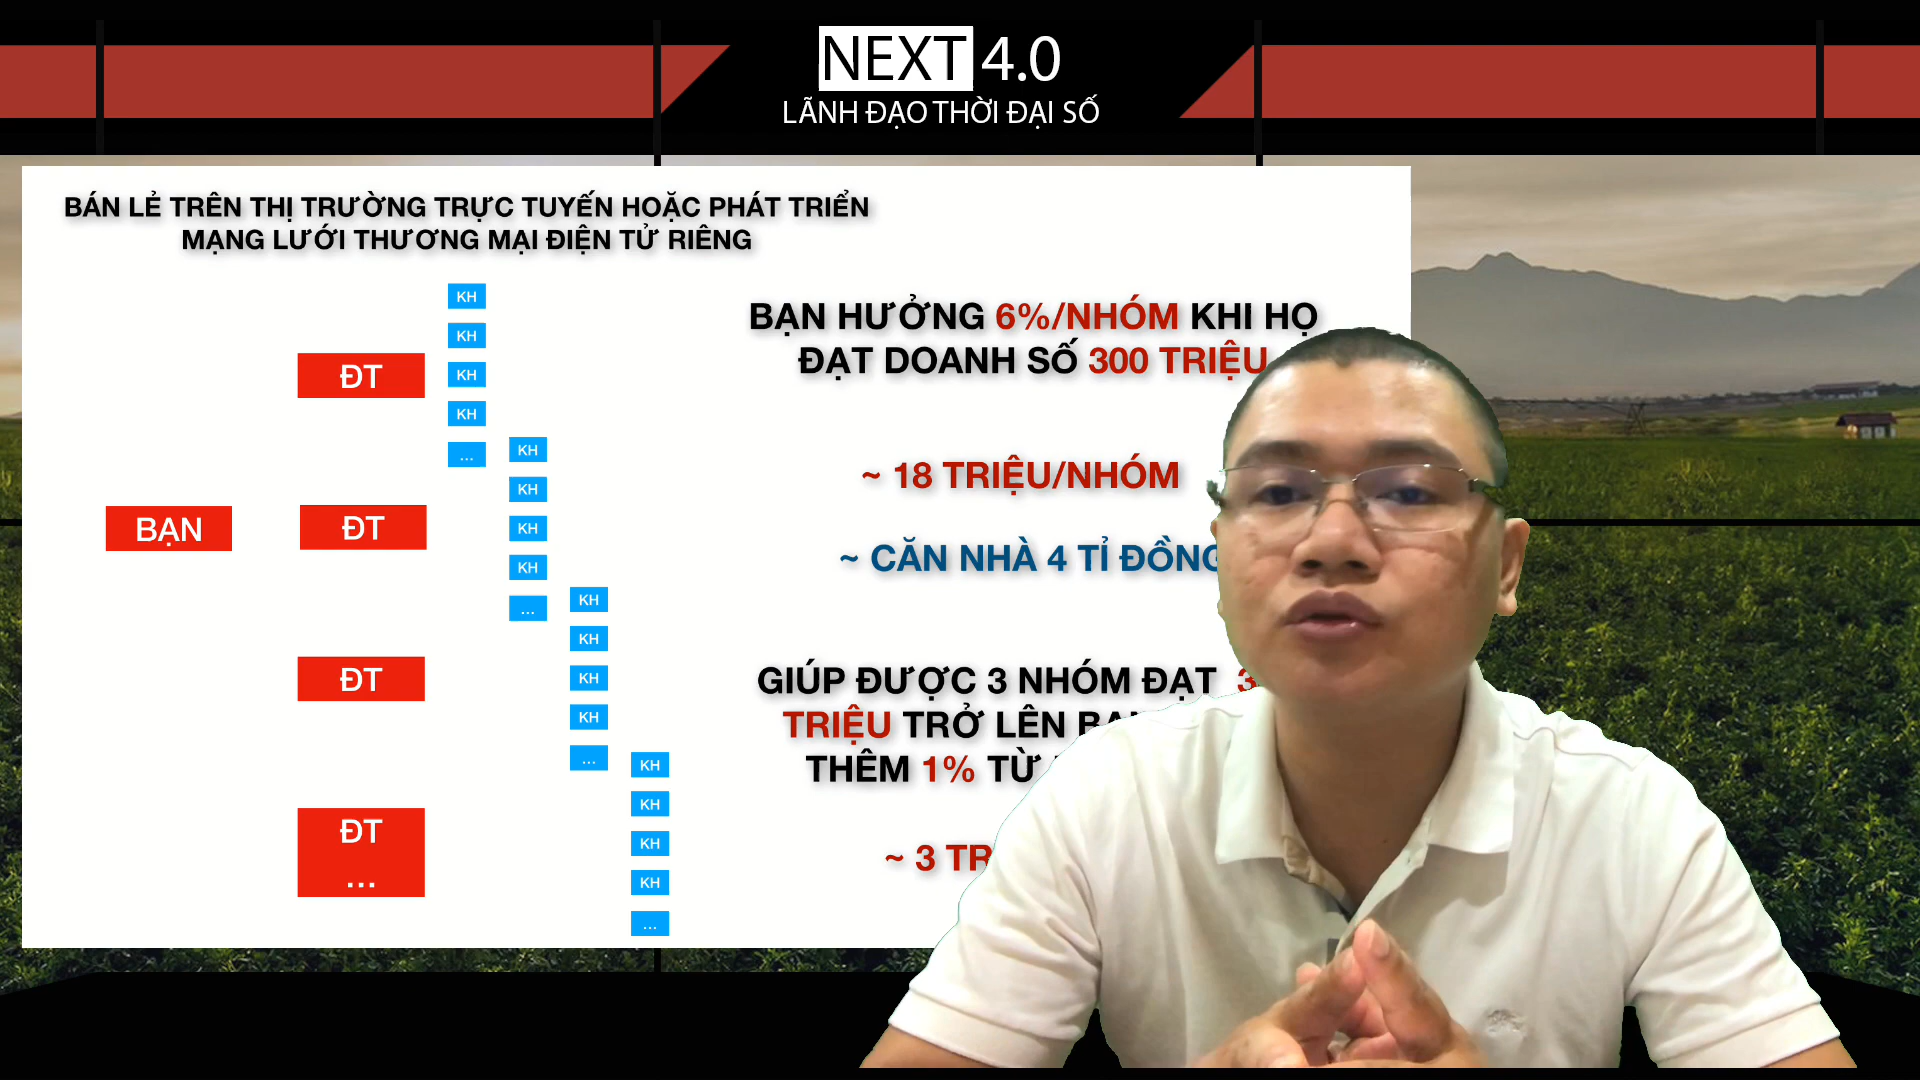 NEXT 4.0
LÃNH ĐẠO THỜI ĐẠI SỐ
BÁN LẺ TRÊN THỊ TRƯỜNG TRỰC TUYẾN HOẶC PHÁT TRIỂN
MẠNG LƯỚI THƯƠNG MẠI ĐIỆN TỬ RIÊNG
BẠN
ĐT
ĐT
ĐT
ĐT
...
KH
KH
KH
KH
...
KH
KH
KH
KH
...
KH
KH
KH
KH
...
KH
KH
KH
KH
...
BẠN HƯỞNG 6%/NHÓM KHI HỌ
ĐẠT DOANH SỐ 300 TRIỆU
~ 18 TRIỆU/NHÓM
~ CĂN NHÀ 4 TỈ ĐỒNG
GIÚP ĐƯỢC 3 NHÓM ĐẠT
TRIỆU TRỞ LÊN
THÊM 1% TỪ
~ 3